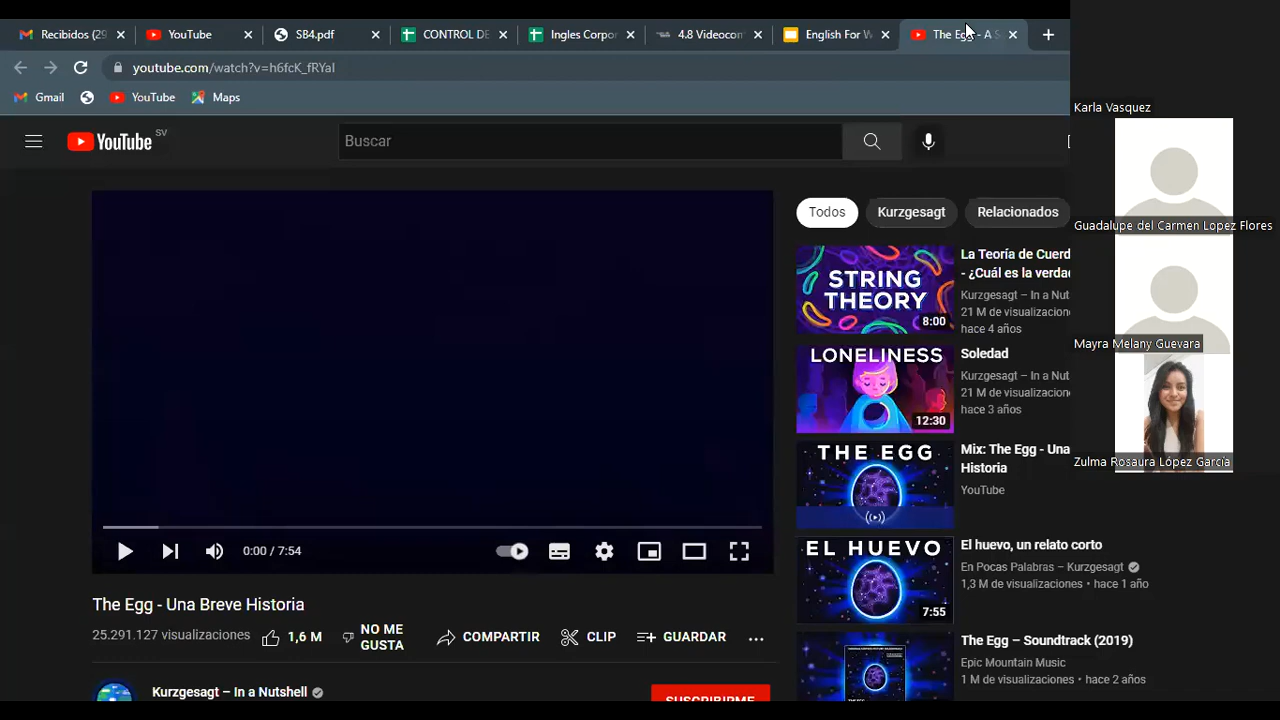 Recibidos (29
YouTube
SB4.pdf
CONTROL DE
Ingles Corpor
4.8 Videocom
English For W
The Egg - A S
youtube.com/watch?v=h6fcK_fRYaI
Gmail
YouTube
Maps
YouTube SV
Buscar
Karla Vasquez
Guadalupe del Carmen Lopez Flores
Mayra Melany Guevara
Zulma Rosaura López García
Todos
Kurzgesagt
Relacionados
STRING
THEORY
8:00
La Teoría de Cuerd
- ¿Cuál es la verdad
Kurzgesagt – In a Nut
21 M de visualizaciones
hace 4 años
LONELINESS
12:30
Soledad
Kurzgesagt – In a Nut
21 M de visualizaciones
hace 3 años
THE EGG
Mix: The Egg - Una
Historia
YouTube
EL HUEVO
7:55
El huevo, un relato corto
En Pocas Palabras – Kurzgesagt
1,3 M de visualizaciones • hace 1 año
The Egg – Soundtrack (2019)
Epic Mountain Music
1 M de visualizaciones • hace 2 años
0:00 / 7:54
The Egg - Una Breve Historia
25.291.127 visualizaciones
1,6 M
NO ME
GUSTA
COMPARTIR
CLIP
GUARDAR
Kurzgesagt – In a Nutshell
SUSCRIBIRME